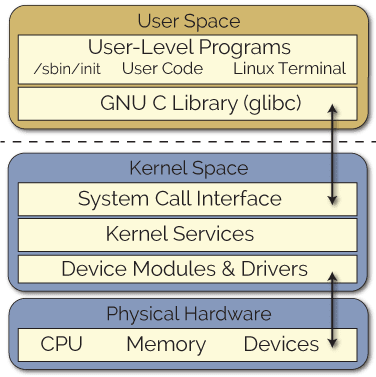 User Space
User-Level Programs
/sbin/init User Code Linux Terminal
GNU C Library (glibc)
Kernel Space
System Call Interface
Kernel Services
Device Modules & Drivers
Physical Hardware
CPU Memory Devices